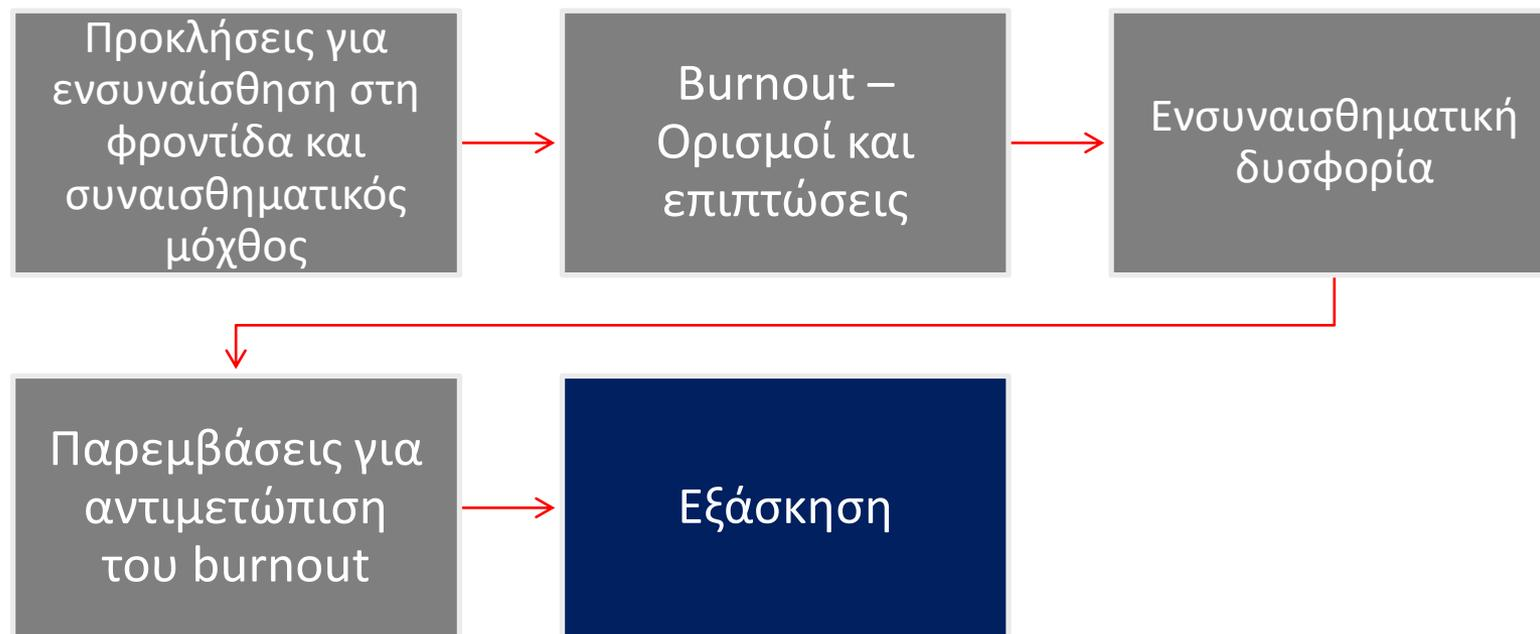 Προκλήσεις για
ενσυναίσθηση στη
φροντίδα και
συναισθηματικός
μόχθος
Burnout –
Ορισμοί και
επιπτώσεις
Ενσυναισθηματική
δυσφορία
Παρεμβάσεις για
αντιμετώπιση
του burnout
Εξάσκηση